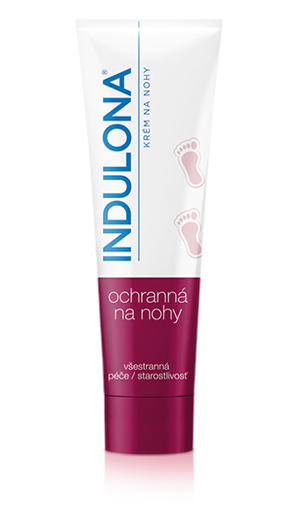 INDULONA®
KRÉM NA NOHY
ochranná
na nohy
všestranná
péče / starostlivosť